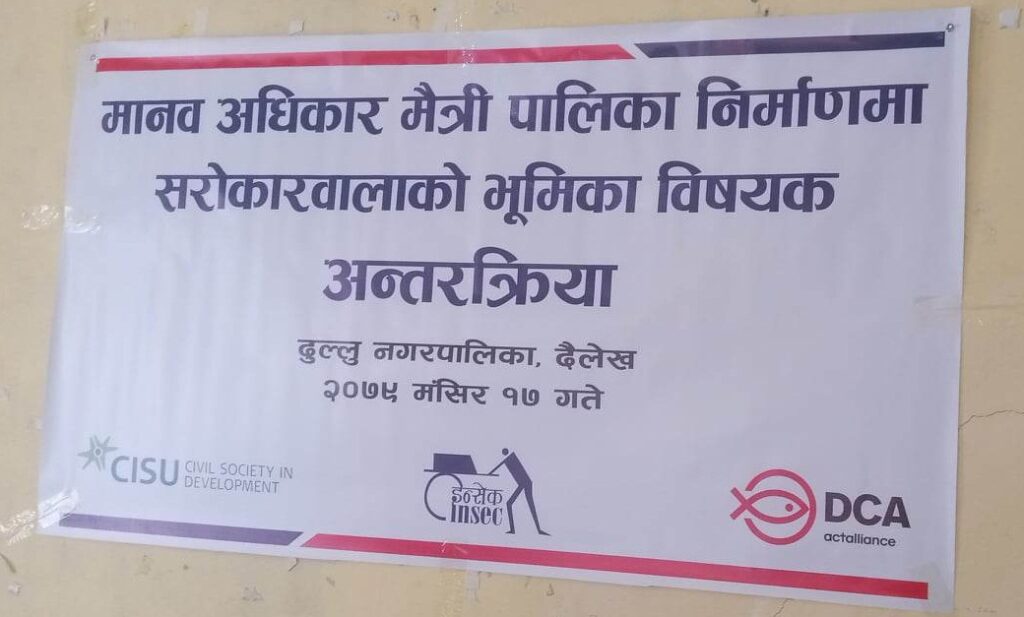 मानव अधिकार मैत्री पालिका निर्माणमा
सरोकारवालाको भूमिका विषयक
अन्तरक्रिया
दुल्लु नगरपालिका, दैलेख
२०७९ मंसिर १७ गते
CISU CIVIL SOCIETY IN
DEVELOPMENT
इन्सेक
insec
DCA
actalliance